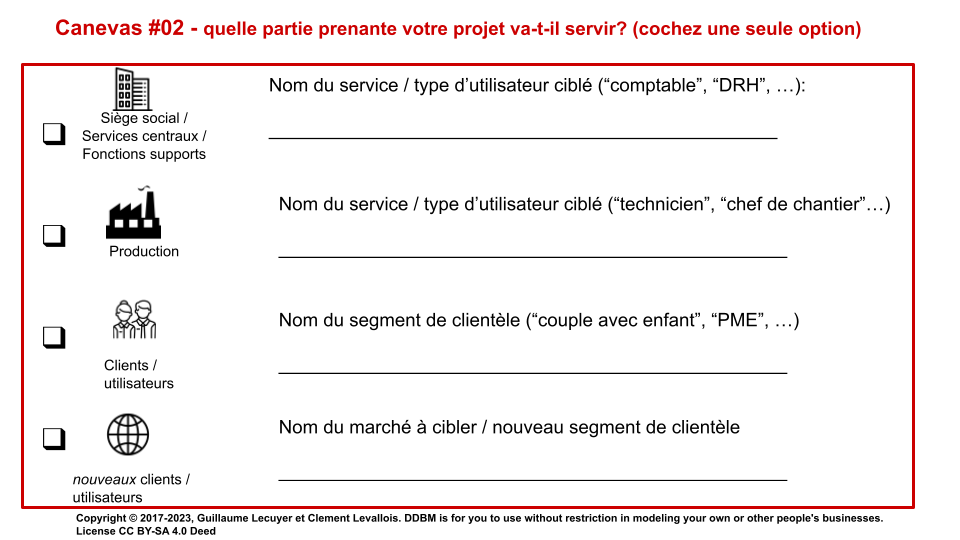 Canevas #02 - quelle partie prenante votre projet va-t-il servir? (cochez une seule option)
Nom du service / type d’utilisateur ciblé (“comptable”, “DRH”, …):
Siège social /
Services centraux /
Fonctions supports
Nom du service / type d’utilisateur ciblé (“technicien”, “chef de chantier”…)
Production
Nom du segment de clientèle (“couple avec enfant”, “PME”, …)
Clients /
utilisateurs
Nom du marché à cibler / nouveau segment de clientèle
nouveaux clients /
utilisateurs
Copyright © 2017-2023, Guillaume Lecuyer et Clement Levallois. DDBM is for you to use without restriction in modeling your own or other people's businesses.
License CC BY-SA 4.0 Deed